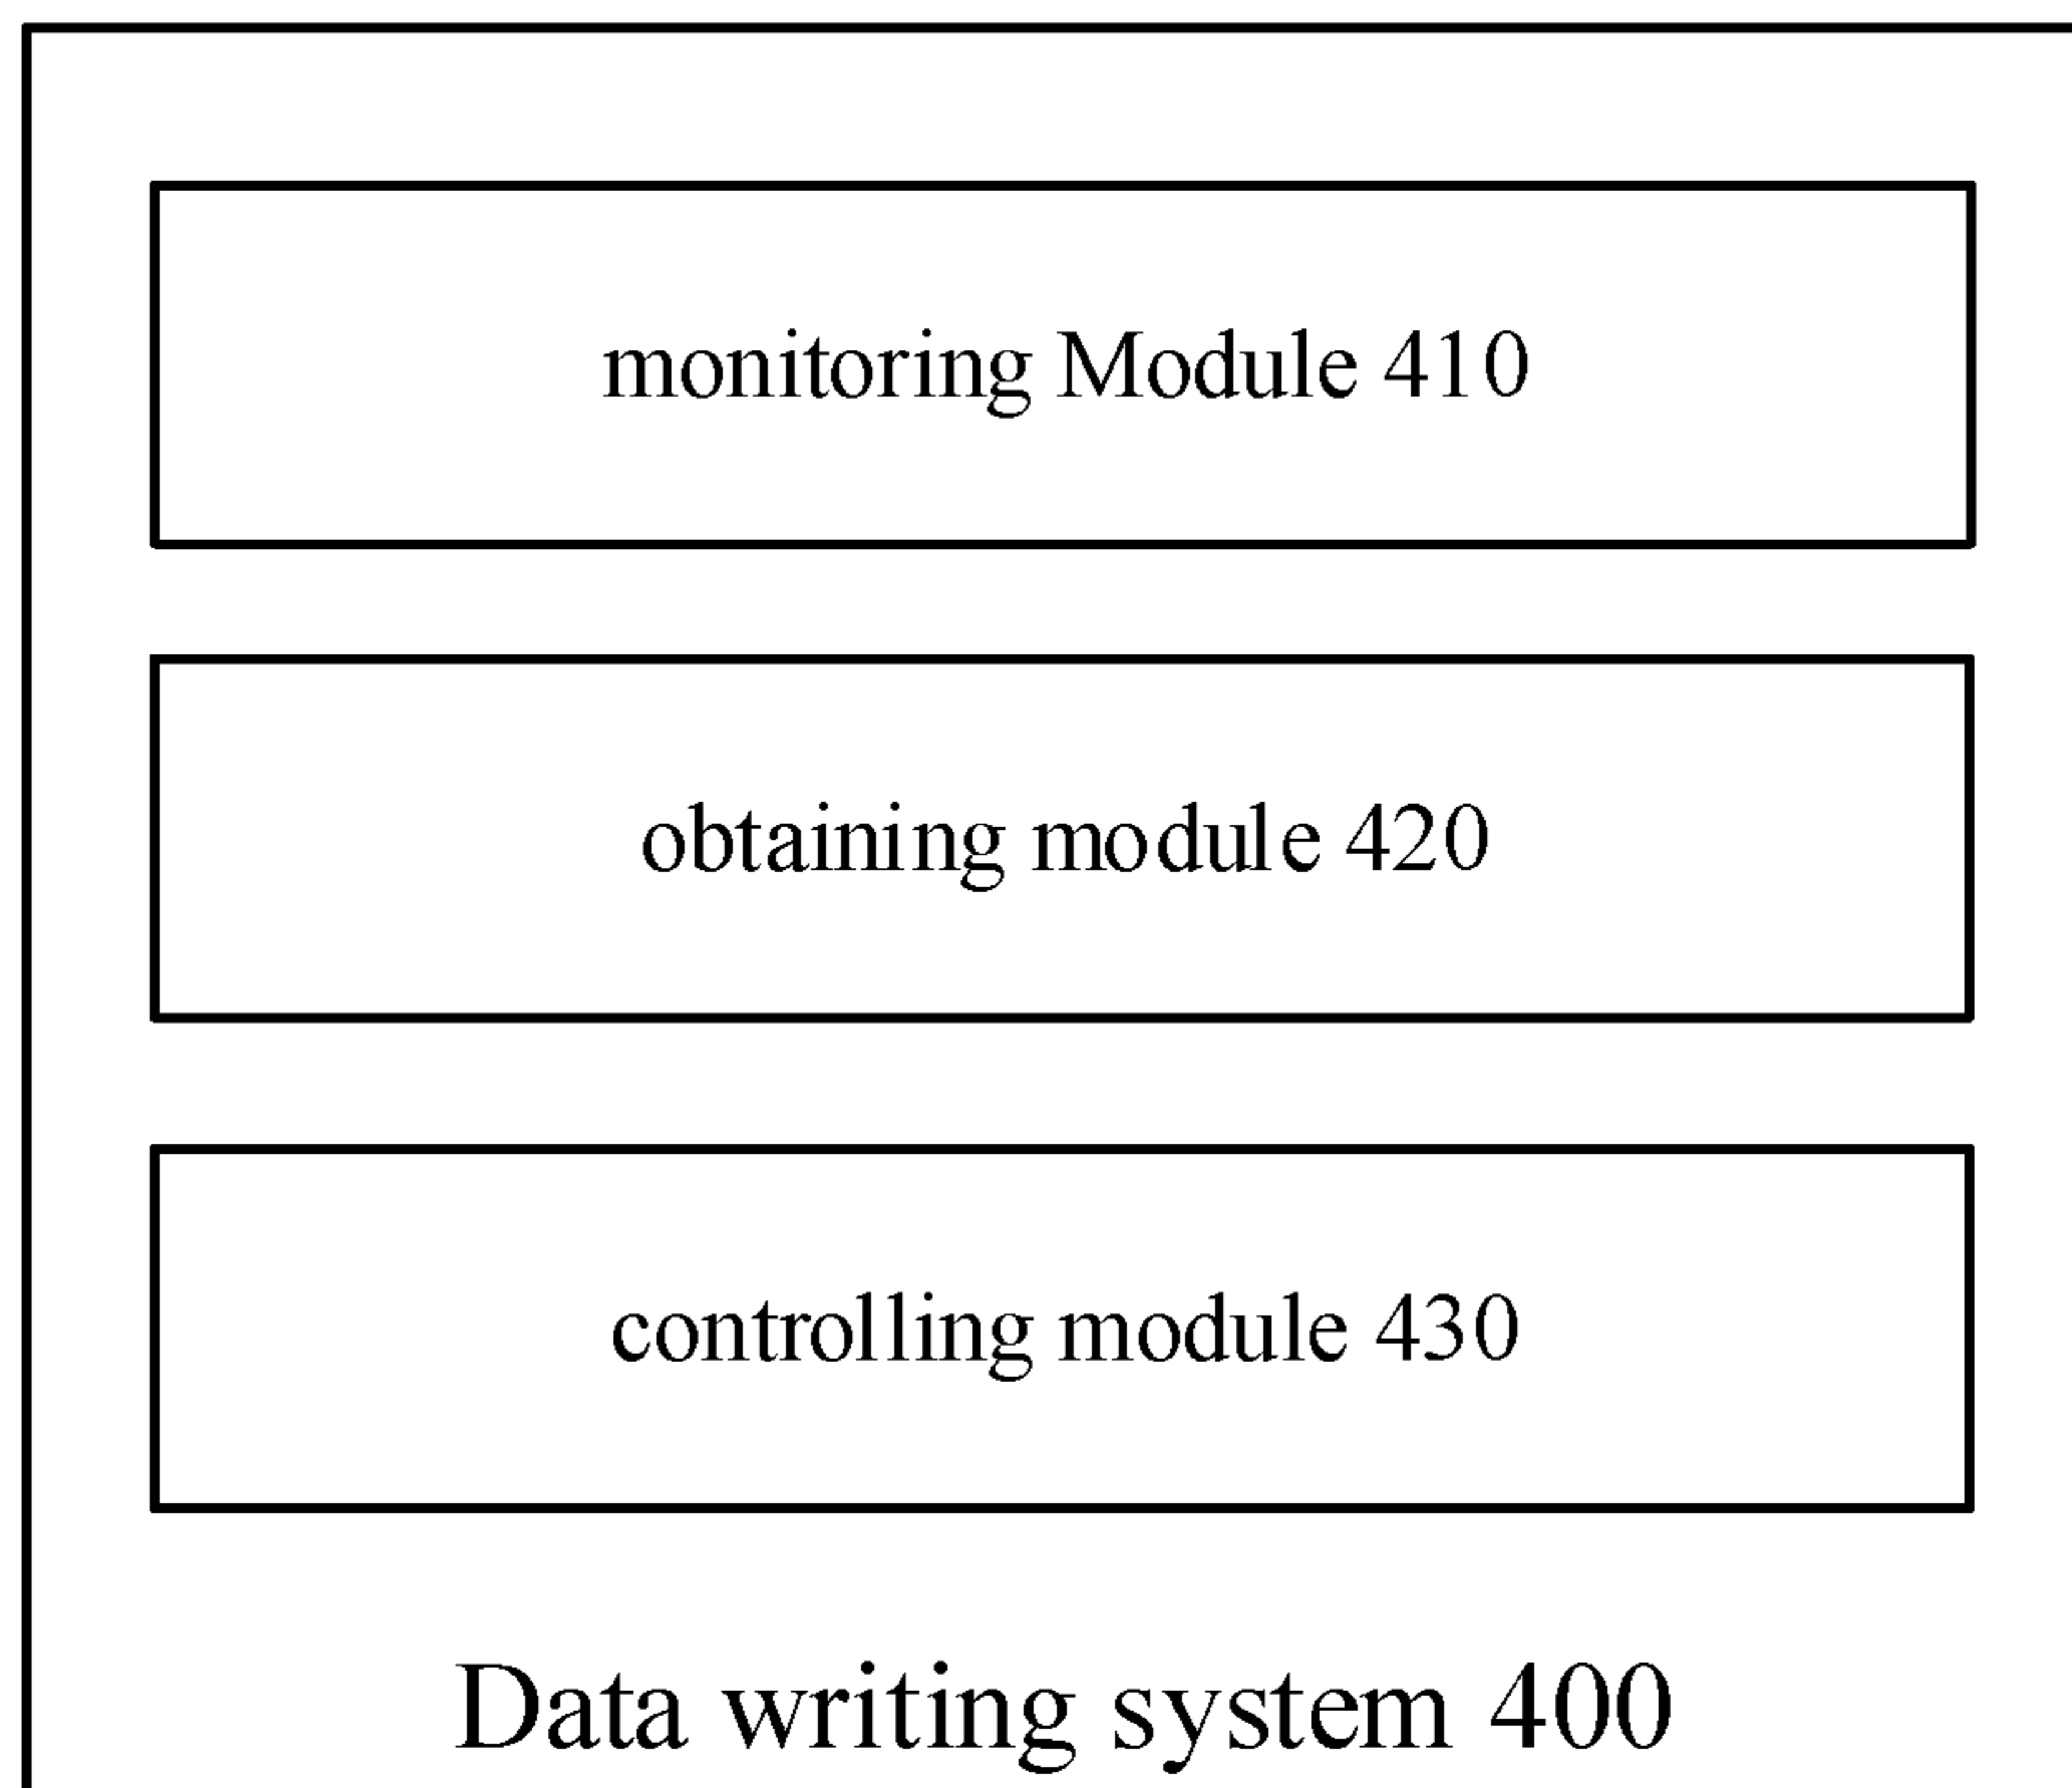 monitoring Module 410
obtaining module 420
controlling module 430
Data writing system 400